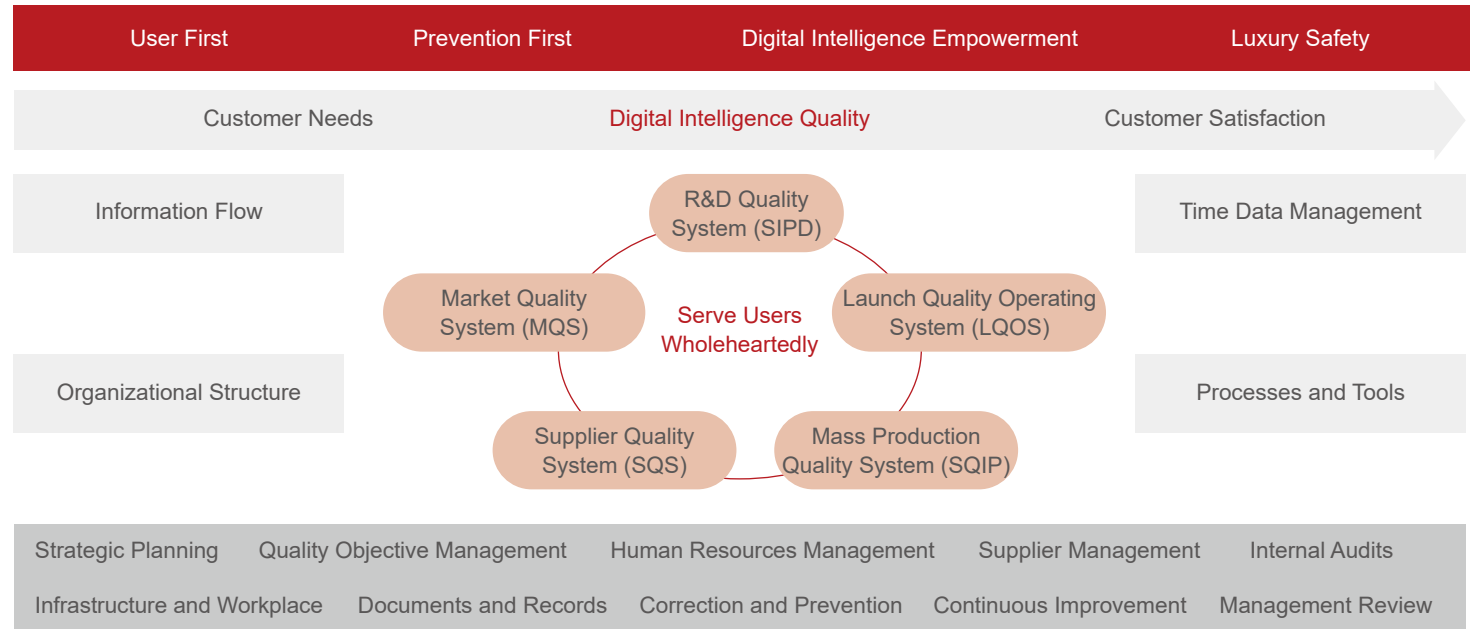 User First Prevention First Digital Intelligence Empowerment Luxury Safety
Customer Needs Digital Intelligence Quality Customer Satisfaction
Information Flow
R&D Quality
System (SIPD)
Time Data Management
Market Quality
System (MQS)
Serve Users
Wholeheartedly
Launch Quality Operating
System (LQOS)
Organizational Structure
Processes and Tools
Supplier Quality
System (SQS)
Mass Production
Quality System (SQIP)
Strategic Planning Quality Objective Management Human Resources Management Supplier Management Internal Audits
Infrastructure and Workplace Documents and Records Correction and Prevention Continuous Improvement Management Review